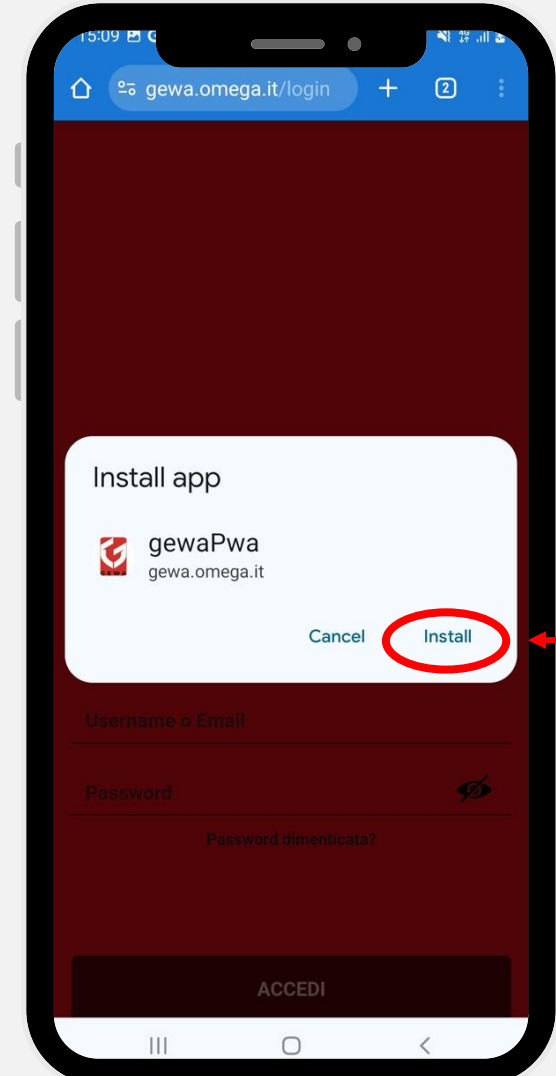 15:09
gewa.omega.it/login
2
Install app
gewaPwa
GEWA
gewa.omega.it
Cancel
Install
Username o Email
Password
Password dimenticata?
ACCEDI